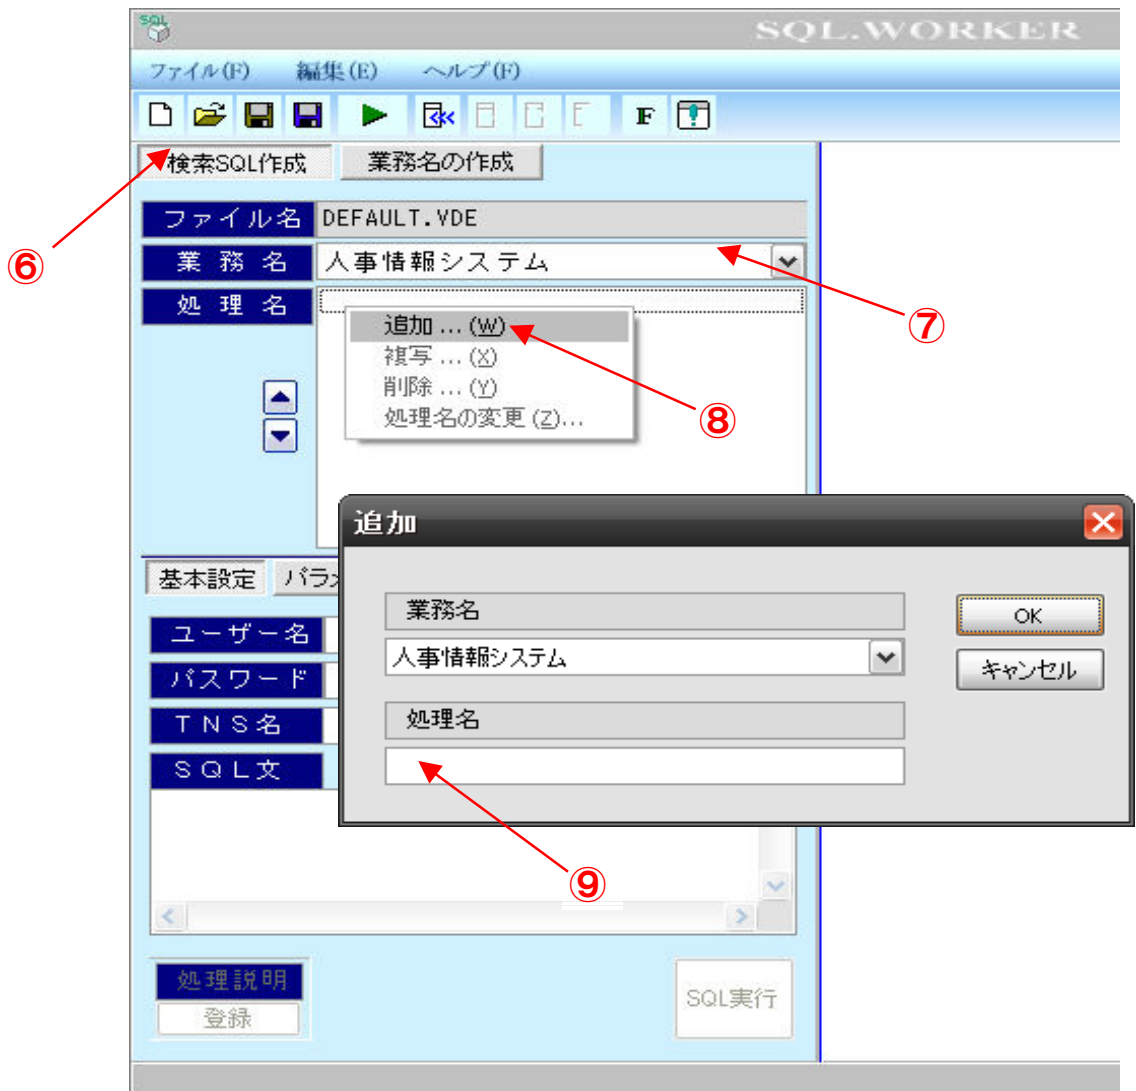 SQL
SQL.WORKER
ファイル(F) 編集(E) ヘルプ(F)
F
検索SQL作成 業務名の作成
⑥
ファイル名 DEFAULT.VDE
業務名 人事情報システム
⑦
処理名
追加 ... (W)
複写 ... (X)
削除 ... (Y)
処理名の変更 (Z)...
⑧
追加
業務名
OK
人事情報システム
キャンセル
処理名
⑨
基本設定 パラメ
ユーザー名
パスワード
TNS名
SQL文
処理説明
登録
SQL実行